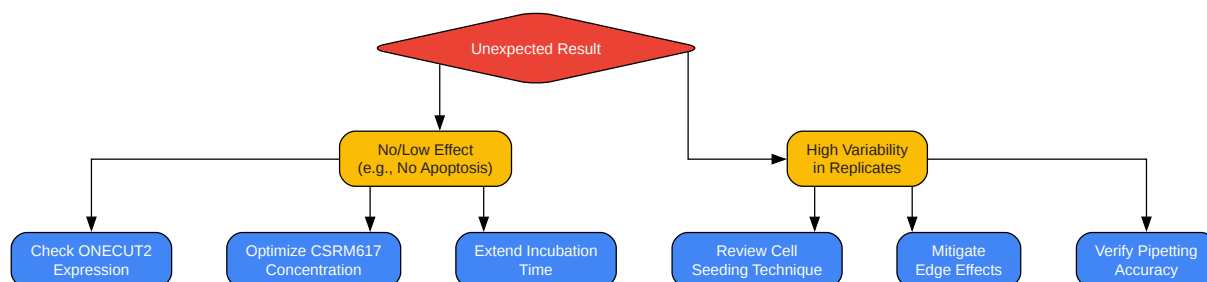 Unexpected Result
No/Low Effect
(e.g., No Apoptosis)
High Variability
in Replicates
Check ONECUT2
Expression
Optimize CSRM617
Concentration
Extend Incubation
Time
Review Cell
Seeding Technique
Mitigate
Edge Effects
Verify Pipetting
Accuracy